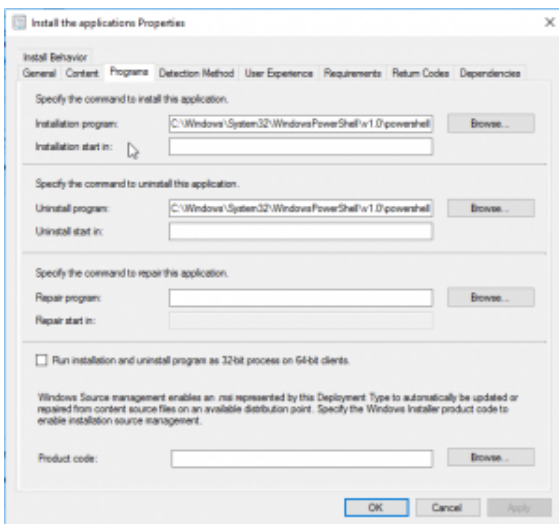 Install the applications Properties
Install Behavior
General Content Programs Detection Method User Experience Requirements Return Codes Dependencies
Specify the command to install this application.
Installation program: C:\Windows\System32\WindowsPowerShell\v1.0\powershell Browse...
Installation start in:
Specify the command to uninstall this application.
Uninstall program: C:\Windows\System32\WindowsPowerShell\v1.0\powershell Browse...
Uninstall start in:
Specify the command to repair this application.
Repair program: Browse...
Repair start in:
Run installation and uninstall program as 32-bit process on 64-bit clients.
Windows Source management enables an .msi represented by this Deployment Type to automatically be updated or
repaired from content source files on an available distribution point. Specify the Windows Installer product code to
enable installation source management.
Product code: Browse...
OK Cancel Apply